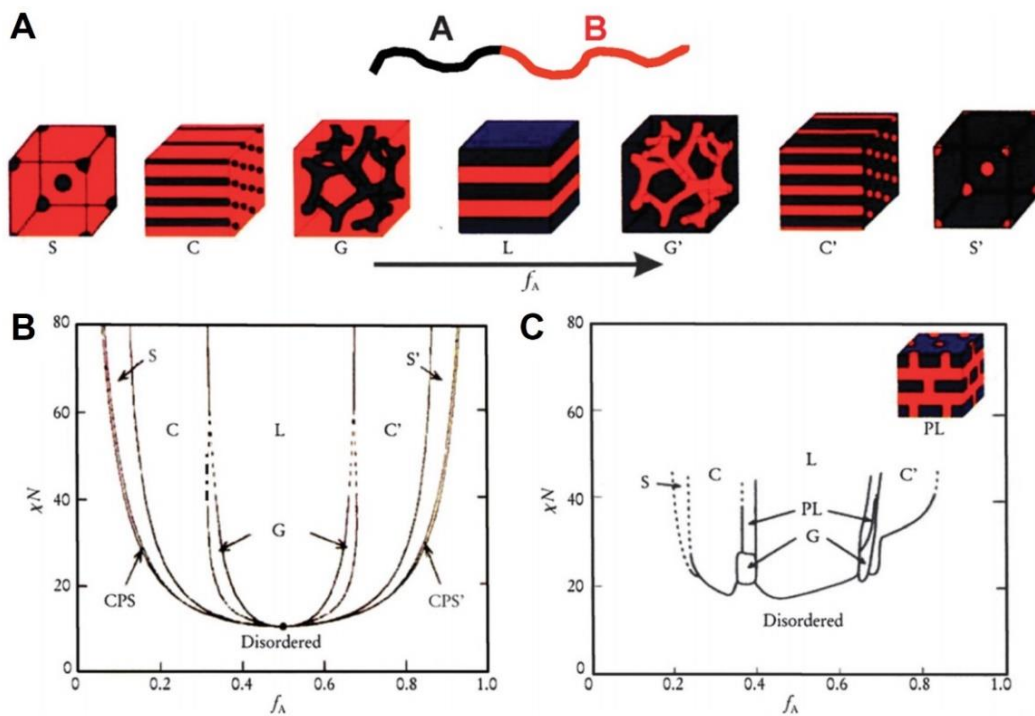 A
A B
S C G L G' C' S'
fA
B
80
60
40
20
0
χN
S
S'
C
L
C'
G
CPS
CPS'
Disordered
0 0.2 0.4 0.6 0.8 1.0
fA
C
80
60
40
20
0
χN
PL
L
C
C'
S
PL
G
Disordered
0 0.2 0.4 0.6 0.8 1.0
fA